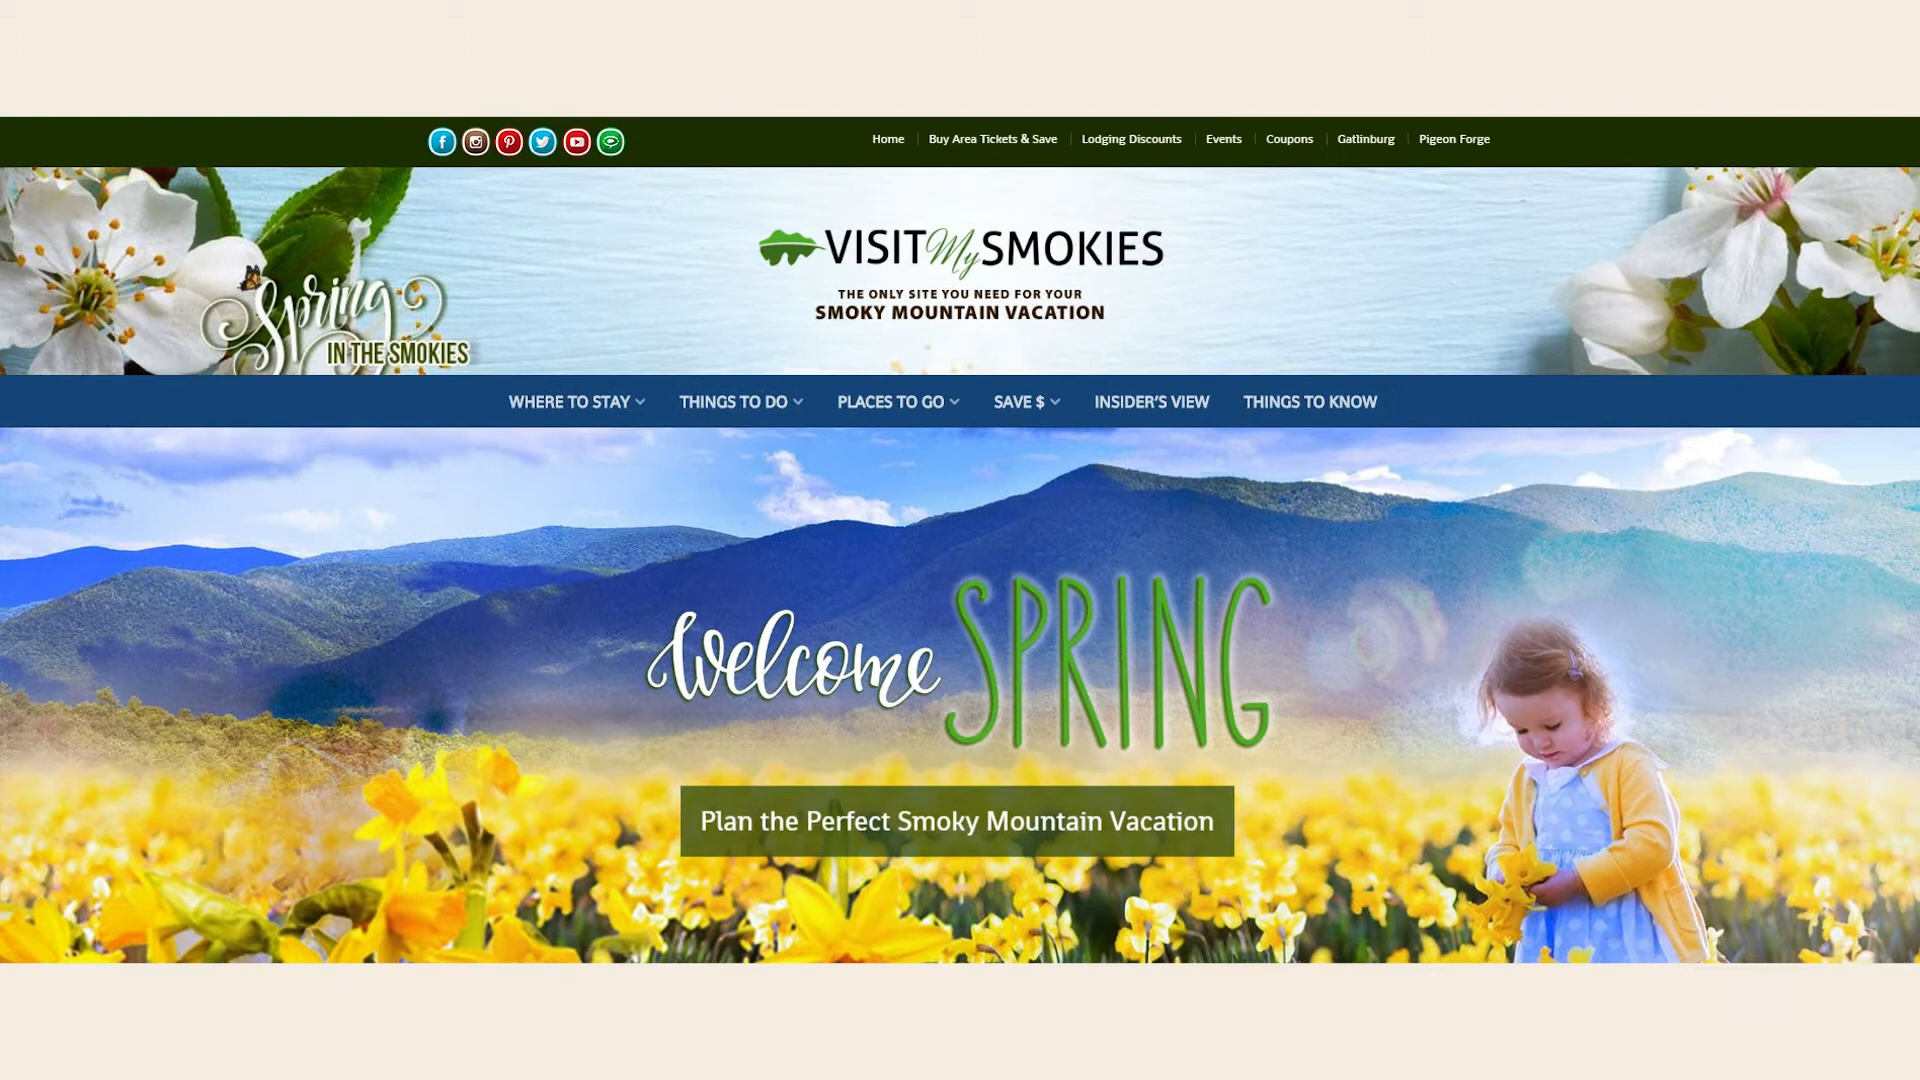 Home
Buy Area Tickets & Save
Lodging Discounts
Events
Coupons
Gatlinburg
Pigeon Forge
VISIT My SMOKIES
THE ONLY SITE YOU NEED FOR YOUR
SMOKY MOUNTAIN VACATION
Spring
IN THE SMOKIES
WHERE TO STAY
THINGS TO DO
PLACES TO GO
SAVE $
INSIDER'S VIEW
THINGS TO KNOW
Welcome SPRING
Plan the Perfect Smoky Mountain Vacation